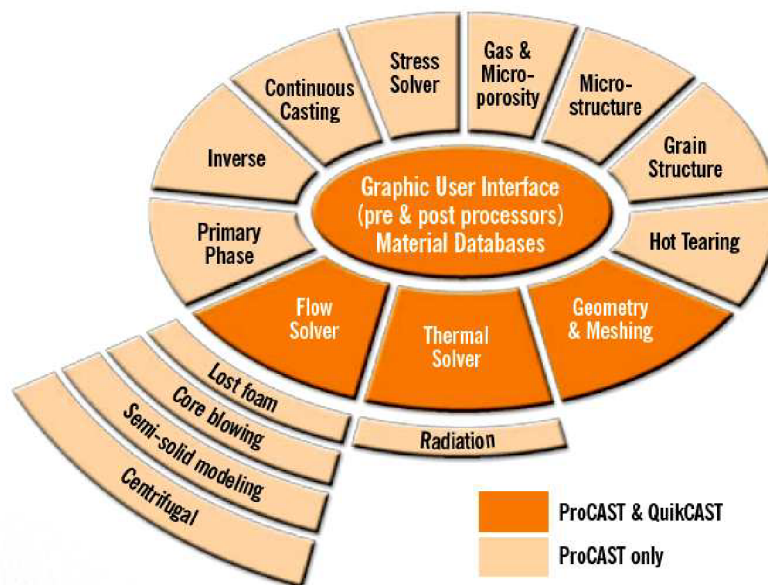 Gas &
Micro-
porosity
Stress
Solver
Micro-
structure
Continuous
Casting
Grain
Structure
Inverse
Graphic User Interface
(pre & post processors)
Material Databases
Primary
Phase
Hot Tearing
Flow
Solver
Thermal
Solver
Geometry
& Meshing
Lost foam
Core blowing
Semi-solid modeling
Centrifugal
Radiation
ProCAST & QuikCAST
ProCAST only